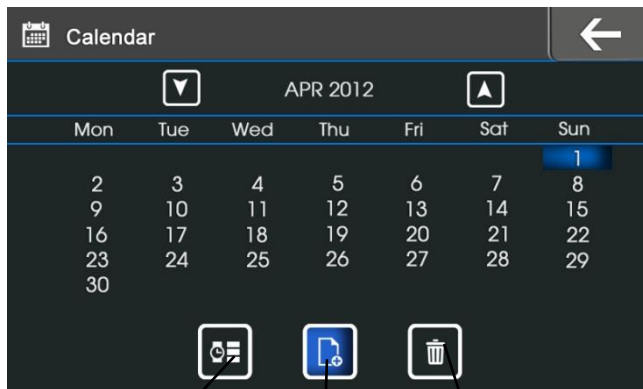 Calendar
APR 2012
Mon Tue Wed Thu Fri Sat Sun
1
2 3 4 5 6 7 8
9 10 11 12 13 14 15
16 17 18 19 20 21 22
23 24 25 26 27 28 29
30